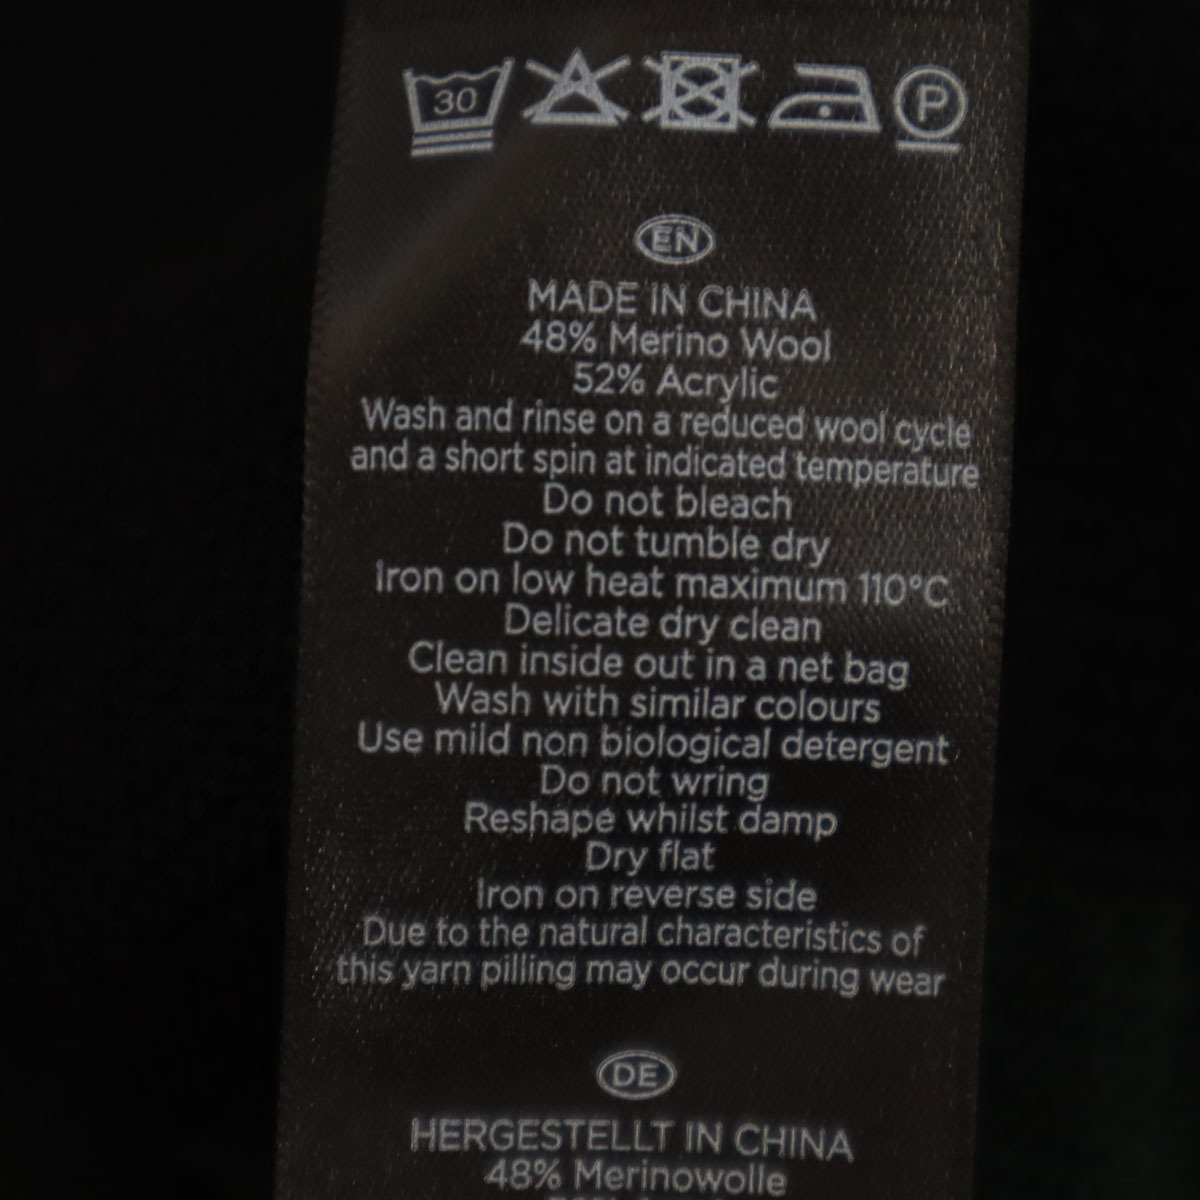 30
P
EN
MADE IN CHINA
48% Merino Wool
52% Acrylic
Wash and rinse on a reduced wool cycle
and a short spin at indicated temperature
Do not bleach
Do not tumble dry
Iron on low heat maximum 110°C
Delicate dry clean
Clean inside out in a net bag
Wash with similar colours
Use mild non biological detergent
Do not wring
Reshape whilst damp
Dry flat
Iron on reverse side
Due to the natural characteristics of
this yarn pilling may occur during wear
DE
HERGESTELLT IN CHINA
48% Merinowolle